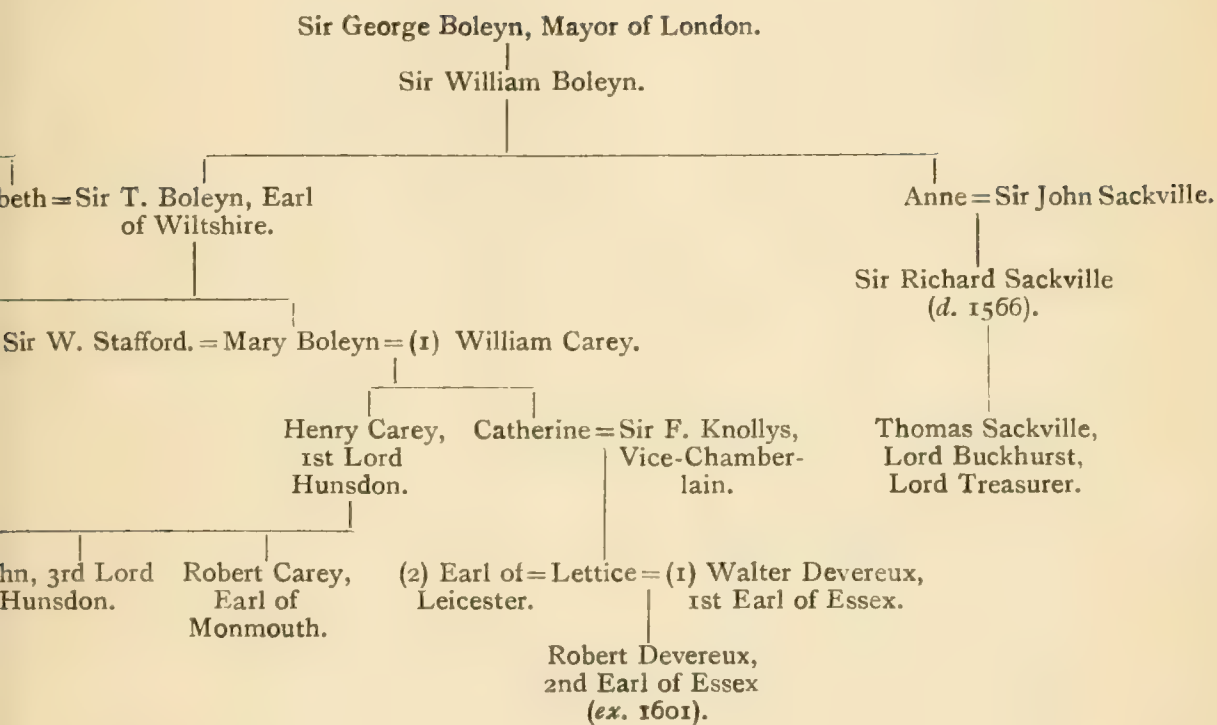 Sir George Boleyn, Mayor of London.
Sir William Boleyn.
beth = Sir T. Boleyn, Earl
of Wiltshire.
Anne = Sir John Sackville.
Sir Richard Sackville
(d. 1566).
Sir W. Stafford. = Mary Boleyn = (1) William Carey.
Henry Carey,
1st Lord
Hunsdon.
Catherine = Sir F. Knollys,
Vice-Chamber-
lain.
Thomas Sackville,
Lord Buckhurst,
Lord Treasurer.
hn, 3rd Lord
Hunsdon.
Robert Carey,
Earl of
Monmouth.
(2) Earl of = Lettice = (1) Walter Devereux,
Leicester.
1st Earl of Essex.
Robert Devereux,
2nd Earl of Essex
(ex. 1601).